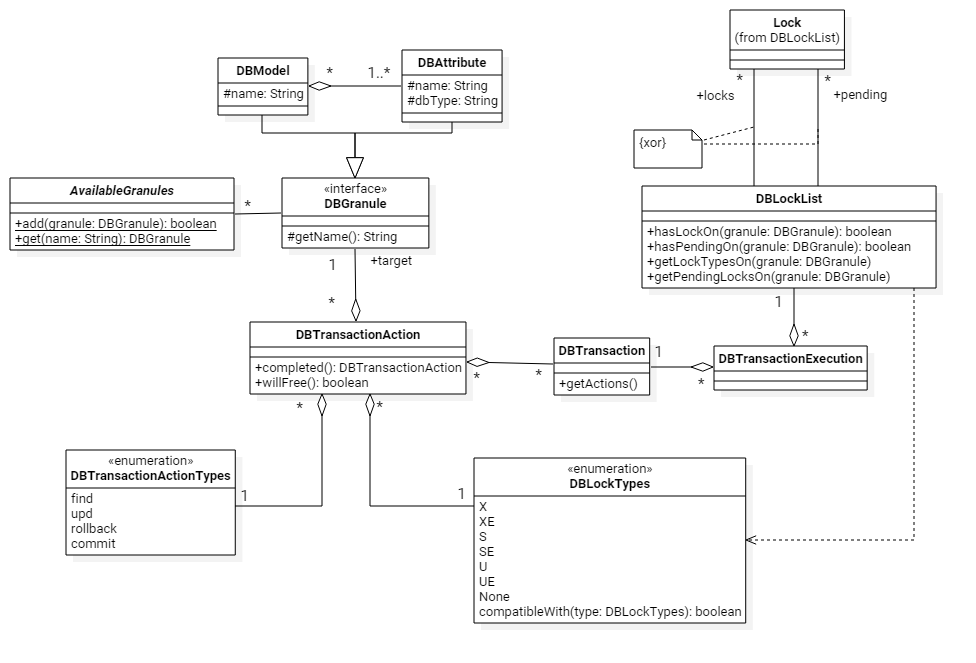 Lock
(from DBLockList)
*
*
+locks
+pending
{xor}
DBModel
#name: String
*
1..*
DBAttribute
#name: String
#dbType: String
AvailableGranules
+add(granule: DBGranule): boolean
+get(name: String): DBGranule
*
«interface»
DBGranule
#getName(): String
DBLockList
+hasLockOn(granule: DBGranule): boolean
+hasPendingOn(granule: DBGranule): boolean
+getLockTypesOn(granule: DBGranule)
+getPendingLocksOn(granule: DBGranule)
1
+target
*
1
*
DBTransactionAction
+completed(): DBTransactionAction
+willFree(): boolean
*
*
DBTransaction
+getActions()
1
*
DBTransactionExecution
*
*
«enumeration»
DBTransactionActionTypes
find
upd
rollback
commit
1
1
«enumeration»
DBLockTypes
X
XE
S
SE
U
UE
None
compatibleWith(type: DBLockTypes): boolean